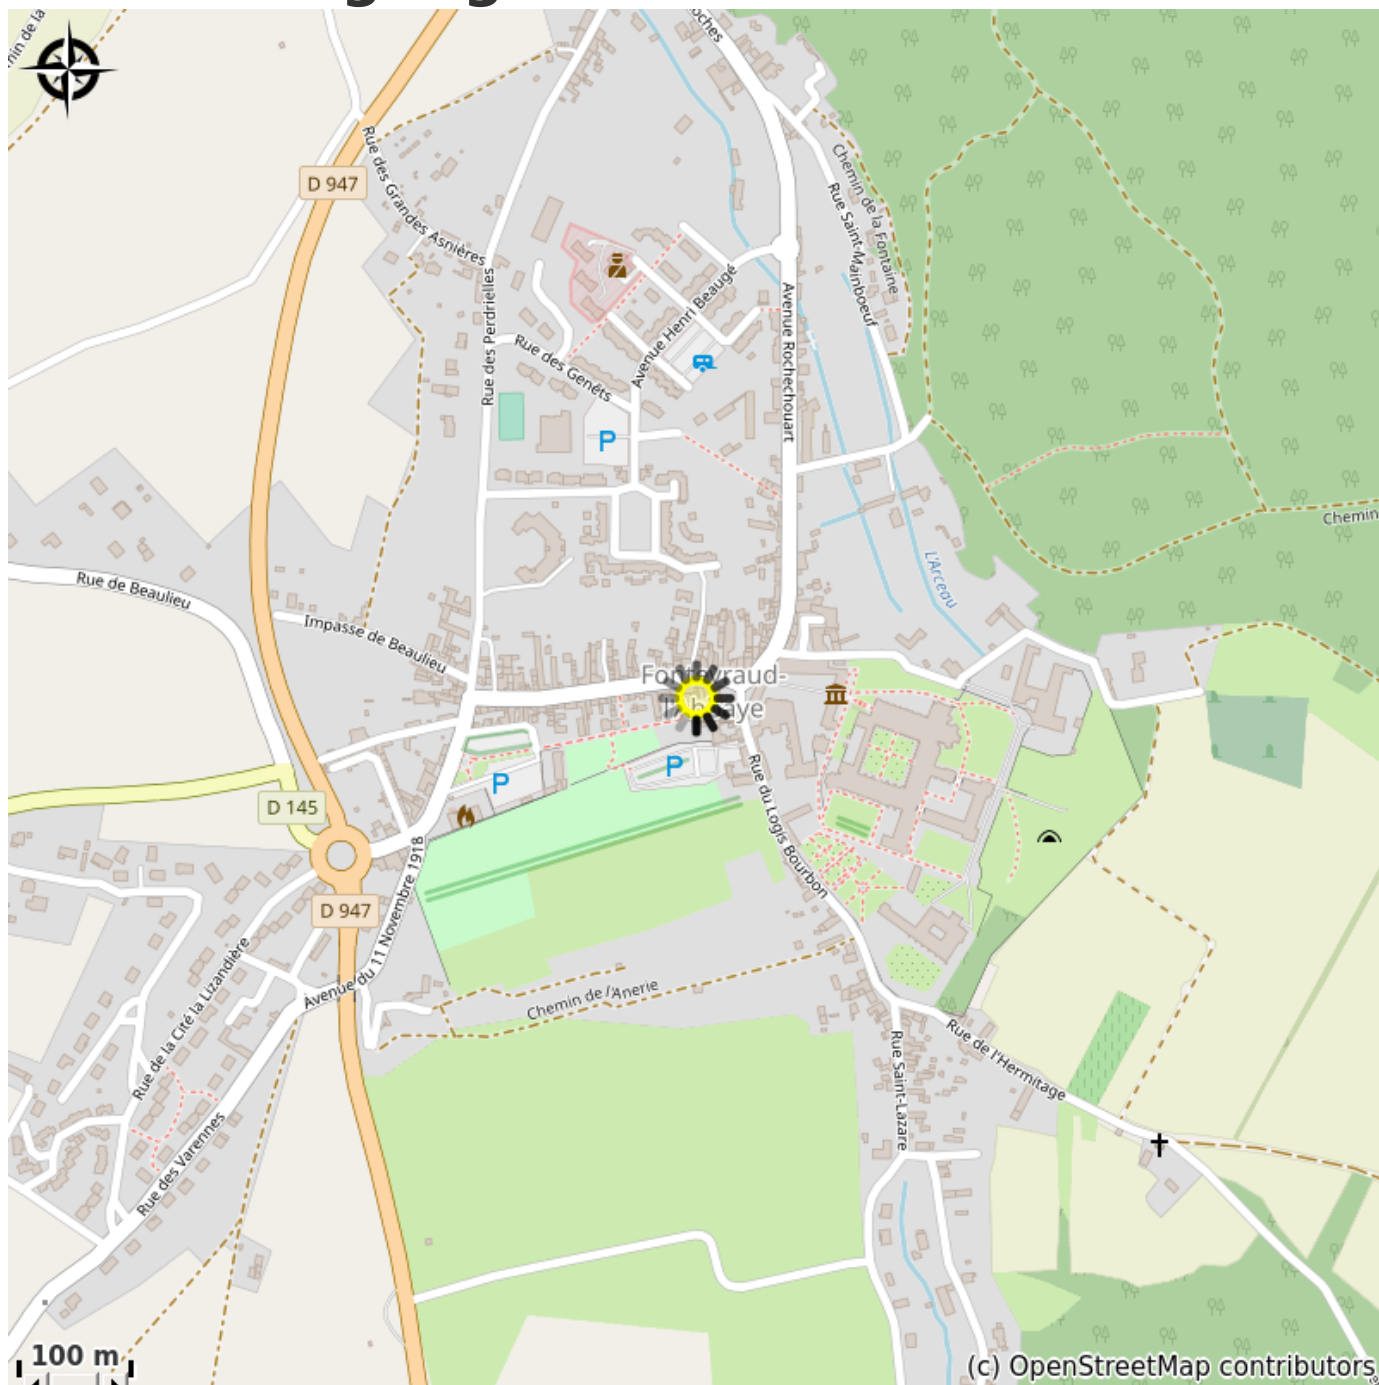 Roches
D 947
Rue des Grandes Asnières
Chemin de la Fontaine
Rue Saint-Mainboeuf
Rue des Perdrielles
Avenue Henri Beaugé
Avenue Rochechouart
Rue des Genêts
P
Chemin
L'Arceau
Rue de Beaulieu
Impasse de Beaulieu
P
P
D 145
Rue du Logis Bourbon
D 947
Avenue du 11 Novembre 1918
Rue de la Cité la Lizandière
Chemin de l'Anerie
Rue de l'Hermitage
Rue Saint-Lazare
Rue des Varennes
100 m
(c) OpenStreetMap contributors